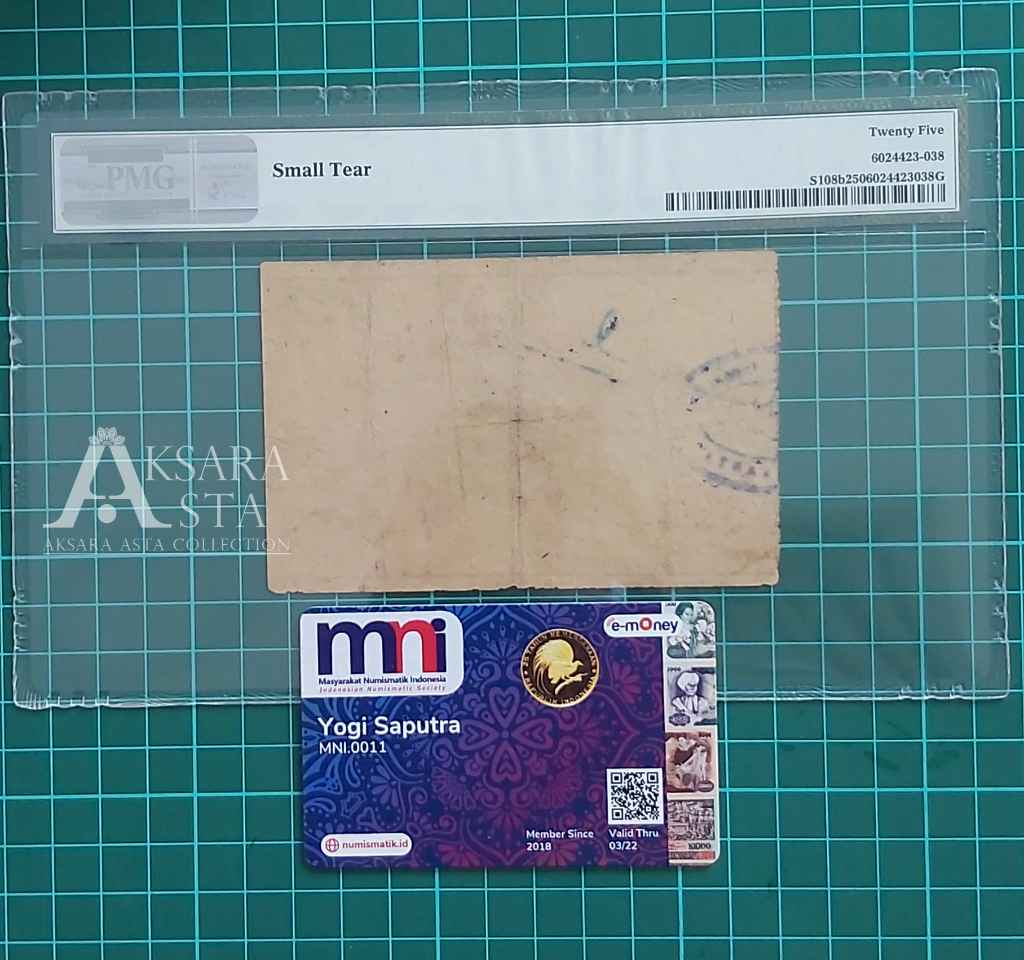 Twenty Five
6024423-038
PMG
Small Tear
S108b2506024423038G
AKSARA
ASTA
AKSARA ASTA COLLECTION
mni
Masyarakat Numismatik Indonesia
Indonesian Numismatic Society
e-money
Yogi Saputra
MNI.0011
Member Since
2018
Valid Thru
03/22
numismatik.id